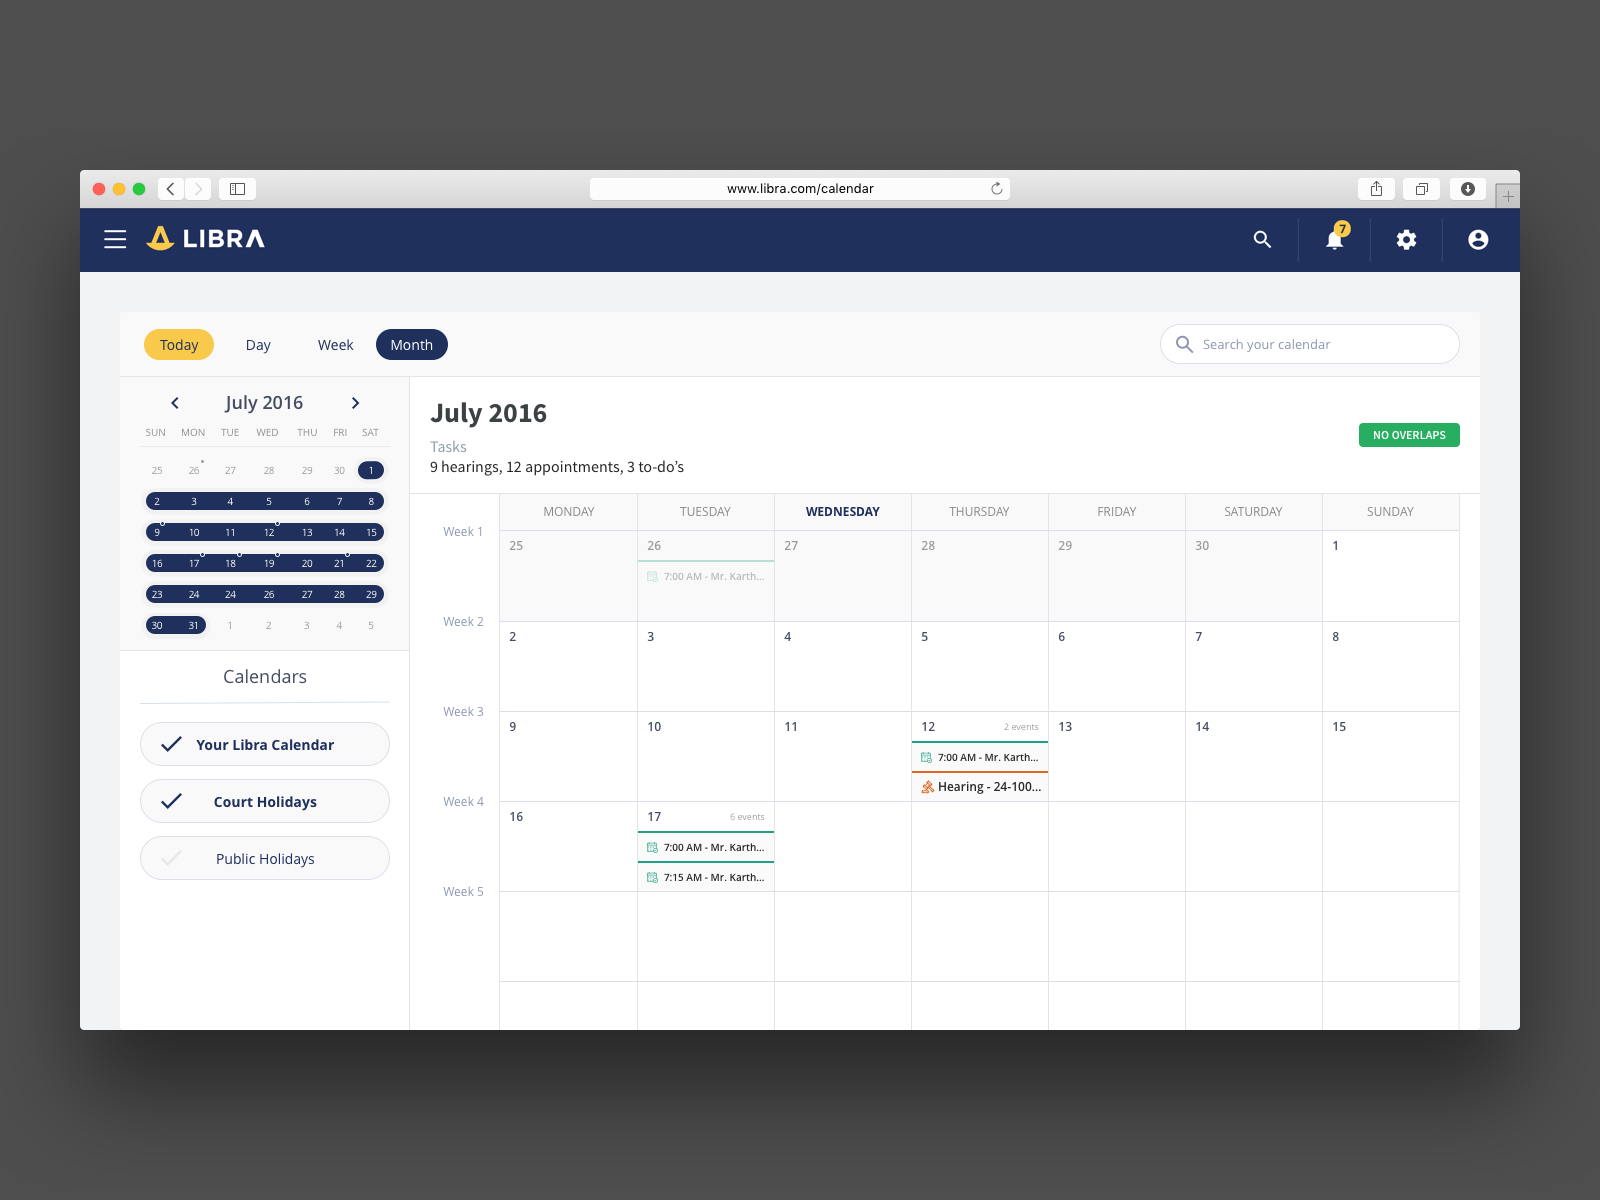 www.libra.com/calendar
LIBRA
7
Today Day Week Month
Search your calendar
July 2016
SUN MON TUE WED THU FRI SAT
25 26 27 28 29 30 1
2 3 4 5 6 7 8
9 10 11 12 13 14 15
16 17 18 19 20 21 22
23 24 24 26 27 28 29
30 31 1 2 3 4 5
Calendars
Your Libra Calendar
Court Holidays
Public Holidays
July 2016
Tasks
9 hearings, 12 appointments, 3 to-do’s
NO OVERLAPS
MONDAY TUESDAY WEDNESDAY THURSDAY FRIDAY SATURDAY SUNDAY
Week 1
25 26 27 28 29 30 1
7:00 AM - Mr. Karth...
Week 2
2 3 4 5 6 7 8
Week 3
9 10 11 12 2 events 13 14 15
7:00 AM - Mr. Karth...
Hearing - 24-100...
Week 4
16 17 6 events
7:00 AM - Mr. Karth...
7:15 AM - Mr. Karth...
Week 5